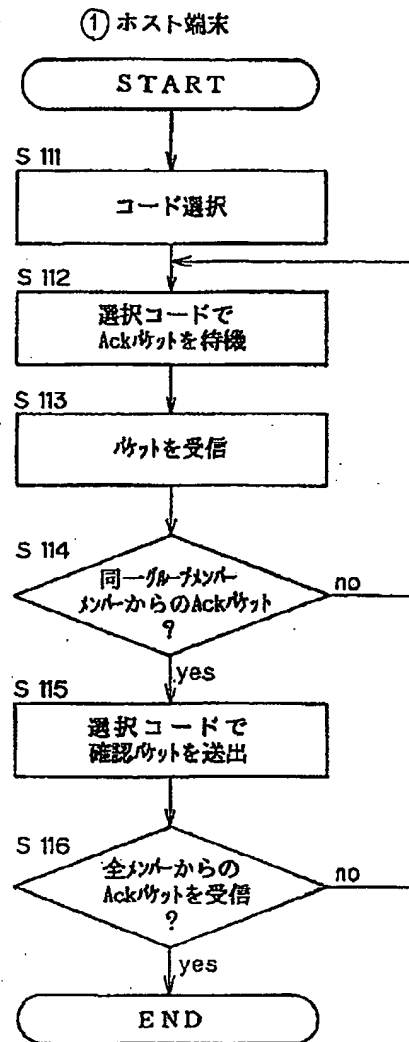 ① ホスト端末
START
S 111
コード選択
S 112
選択コードで
Ackパケットを待機
S 113
パケットを受信
S 114
同一グループメンバー
メンバーからのAckパケット
?
no
yes
S 115
選択コードで
確認パケットを送出
S 116
全メンバーからの
Ackパケットを受信
?
no
yes
END